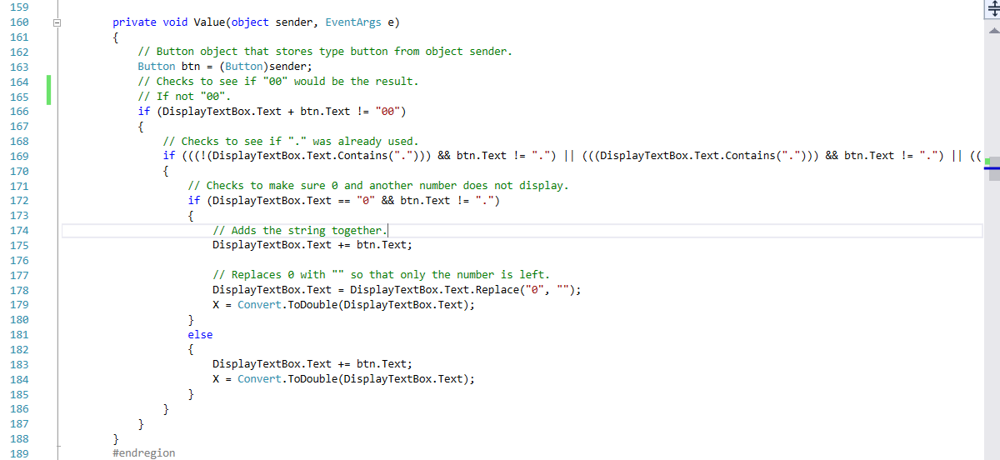 159
160 private void Value(object sender, EventArgs e)
161 {
162 // Button object that stores type button from object sender.
163 Button btn = (Button)sender;
164 // Checks to see if "00" would be the result.
165 // If not "00".
166 if (DisplayTextBox.Text + btn.Text != "00")
167 {
168 // Checks to see if "." was already used.
169 if (((!(DisplayTextBox.Text.Contains("."))) && btn.Text != ".") || (((DisplayTextBox.Text.Contains("."))) && btn.Text != ".") || ((
170 {
171 // Checks to make sure 0 and another number does not display.
172 if (DisplayTextBox.Text == "0" && btn.Text != ".")
173 {
174 // Adds the string together.
175 DisplayTextBox.Text += btn.Text;
176
177 // Replaces 0 with "" so that only the number is left.
178 DisplayTextBox.Text = DisplayTextBox.Text.Replace("0", "");
179 X = Convert.ToDouble(DisplayTextBox.Text);
180 }
181 else
182 {
183 DisplayTextBox.Text += btn.Text;
184 X = Convert.ToDouble(DisplayTextBox.Text);
185 }
186 }
187 }
188 }
189 #endregion